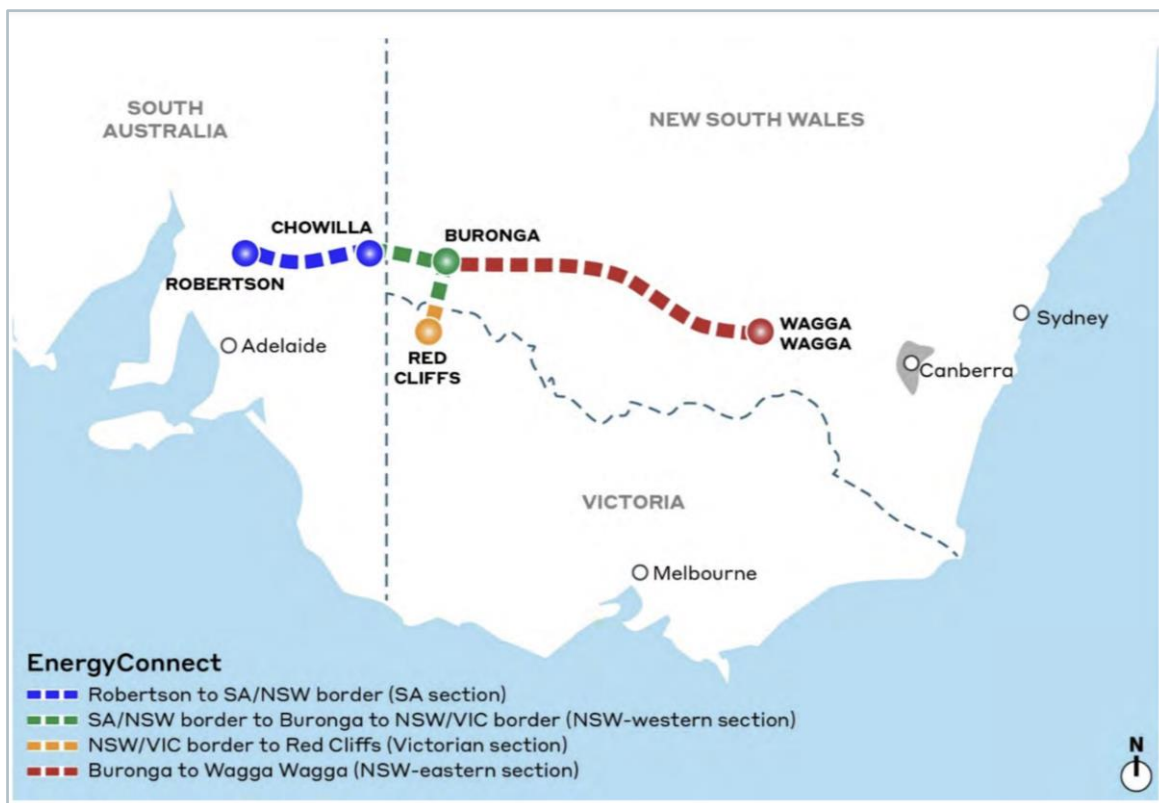 SOUTH
AUSTRALIA
NEW SOUTH WALES
CHOWILLA
BURONGA
ROBERTSON
Sydney
WAGGA
WAGGA
Adelaide
RED
CLIFFS
Canberra
VICTORIA
Melbourne
EnergyConnect
Robertson to SA/NSW border (SA section)
SA/NSW border to Buronga to NSW/VIC border (NSW-western section)
NSW/VIC border to Red Cliffs (Victorian section)
Buronga to Wagga Wagga (NSW-eastern section)
N